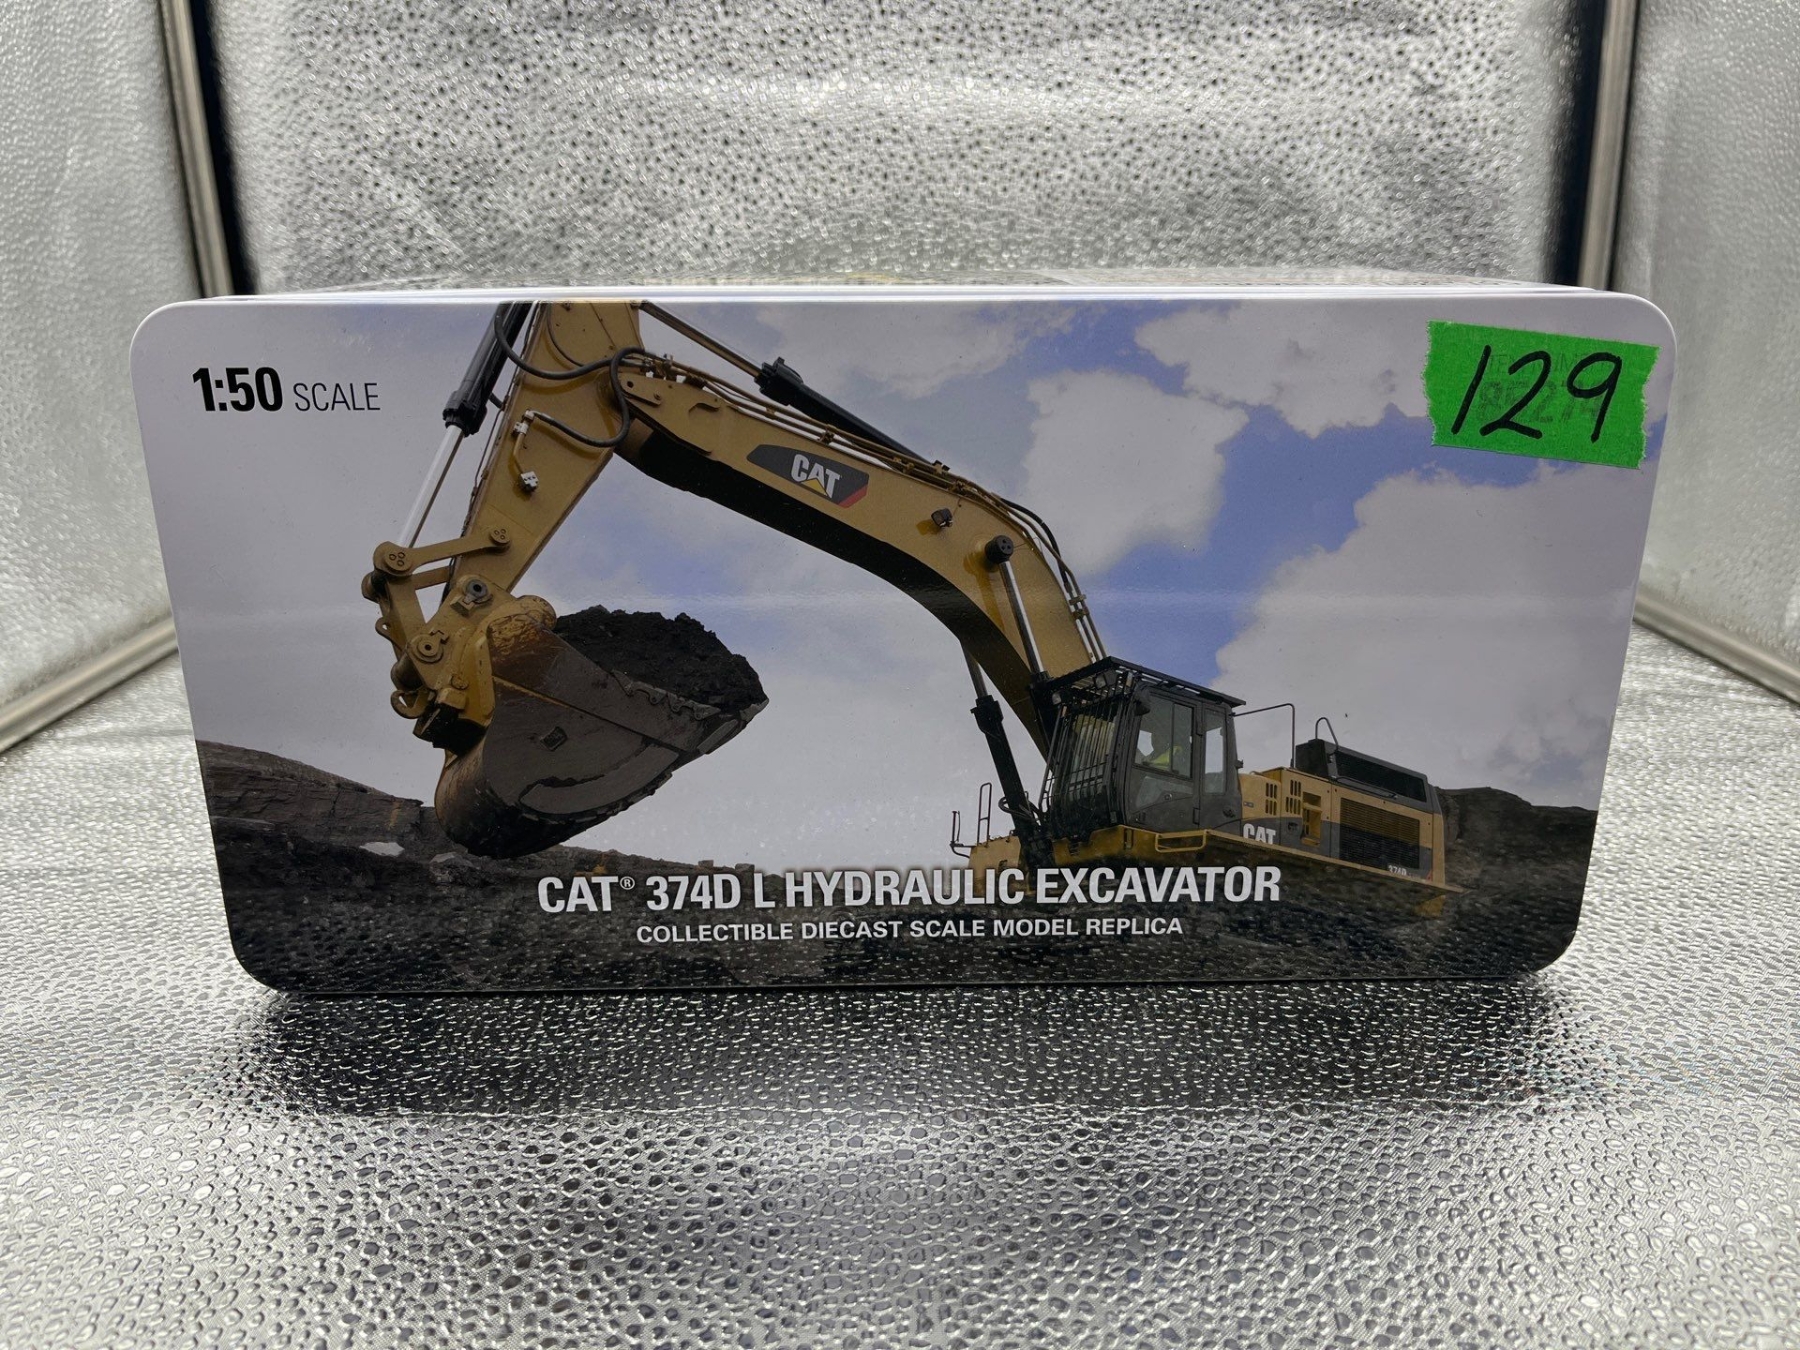 1:50 SCALE
129
CAT
CAT
CAT® 374D L HYDRAULIC EXCAVATOR
COLLECTIBLE DIECAST SCALE MODEL REPLICA